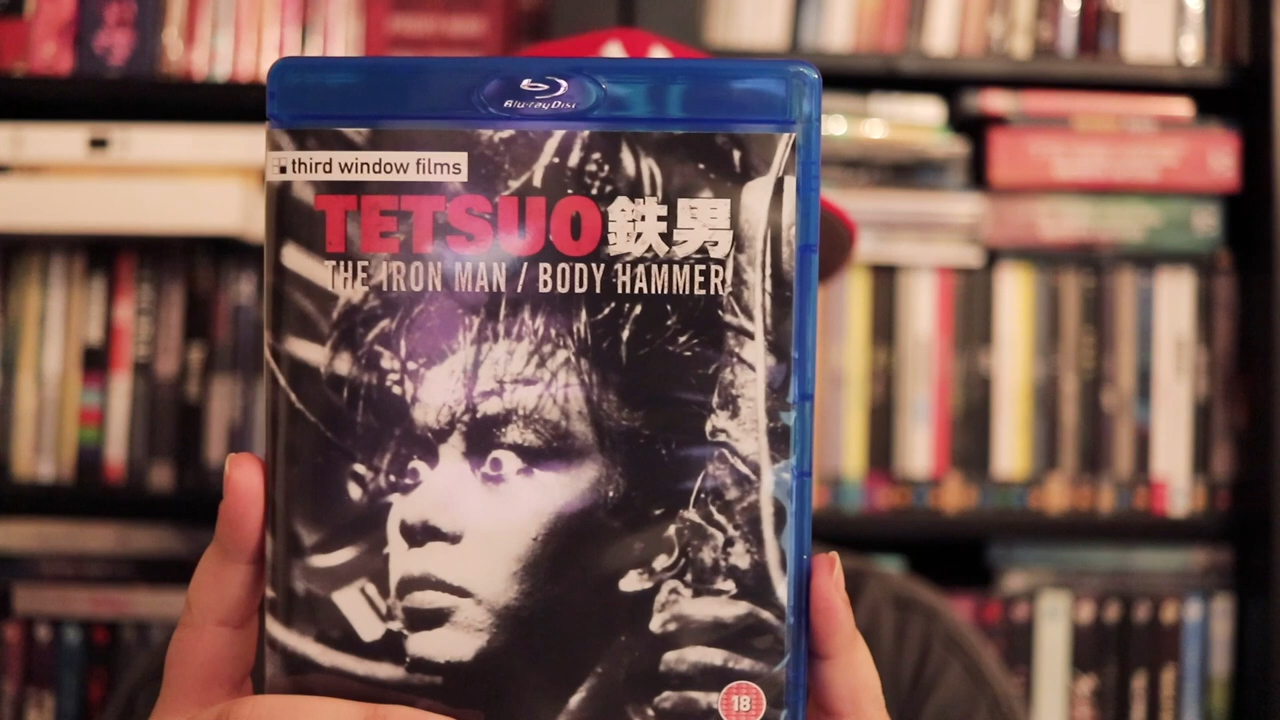 Blu-ray Disc
third window films
TETSUO 鉄男
THE IRON MAN / BODY HAMMER
18